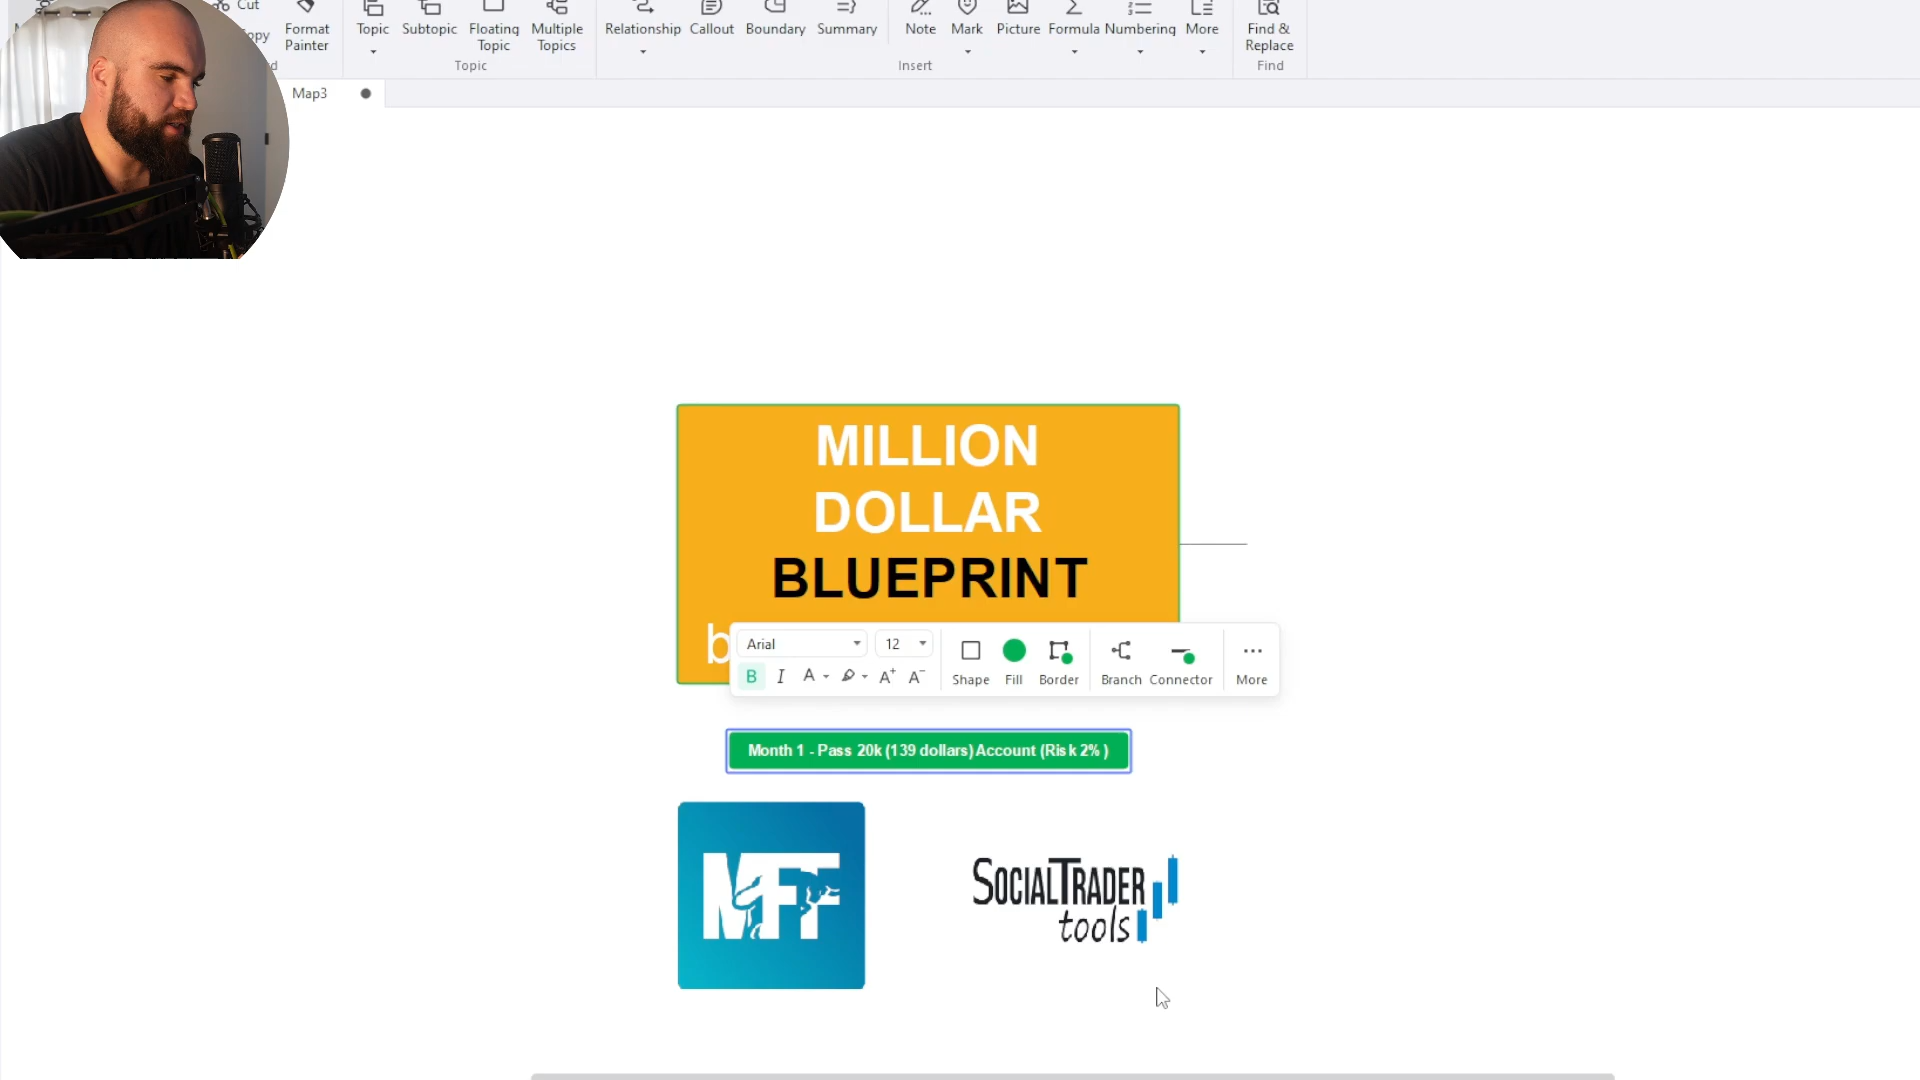 Cut
opy
Format
Painter
d
Topic
Subtopic
Floating
Topic
Multiple
Topics
Topic
Relationship
Callout
Boundary
Summary
Note
Mark
Picture
Formula
Numbering
More
Insert
Find &
Replace
Find
Map3
MILLION
DOLLAR
BLUEPRINT
b
Arial
12
B
I
A
A+
A-
Shape
Fill
Border
Branch
Connector
More
Month 1 - Pass 20k (139 dollars) Account (Risk 2% )
MFF
SOCIALTRADER
tools